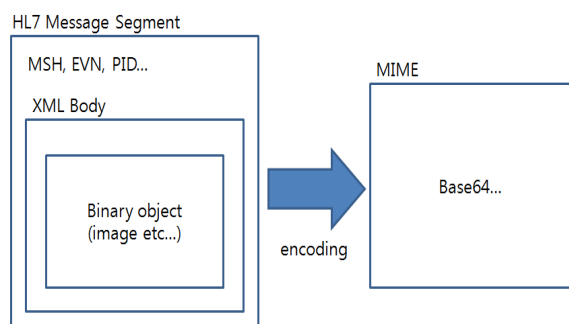 HL7 Message Segment
MSH, EVN, PID...
XML Body
Binary object
(image etc...)
encoding
MIME
Base64...